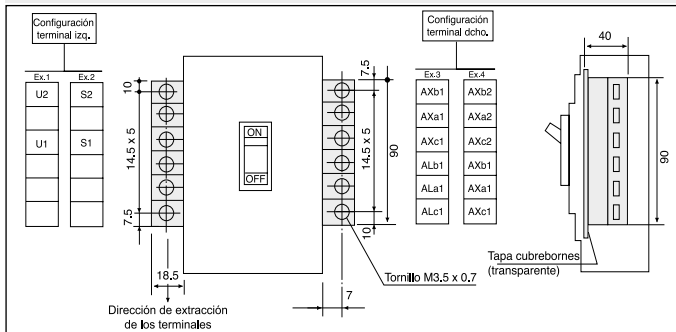 Configuración
terminal izq.
Ex.1
Ex.2
U2
S2
U1
S1
10
14.5 x 5
7.5
18.5
Dirección de extracción
de los terminales
ON
OFF
7.5
14.5 x 5
90
10
7
Tornillo M3.5 x 0.7
Configuración
terminal dcho.
Ex.3
Ex.4
AXb1
AXb2
AXa1
AXa2
AXc1
AXc2
ALb1
AXb1
ALa1
AXa1
ALc1
AXc1
40
90
Tapa cubrebornes
(transparente)